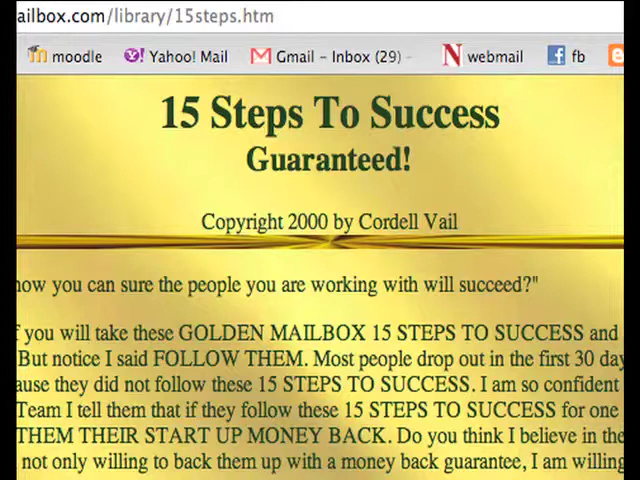 ailbox.com/library/15steps.htm
moodle Yahoo! Mail Gmail - Inbox (29) - webmail fb
15 Steps To Success
Guaranteed!
Copyright 2000 by Cordell Vail
how you can sure the people you are working with will succeed?"
f you will take these GOLDEN MAILBOX 15 STEPS TO SUCCESS and
But notice I said FOLLOW THEM. Most people drop out in the first 30 day
ause they did not follow these 15 STEPS TO SUCCESS. I am so confident
Team I tell them that if they follow these 15 STEPS TO SUCCESS for one
THEM THEIR START UP MONEY BACK. Do you think I believe in the
not only willing to back them up with a money back guarantee, I am willing